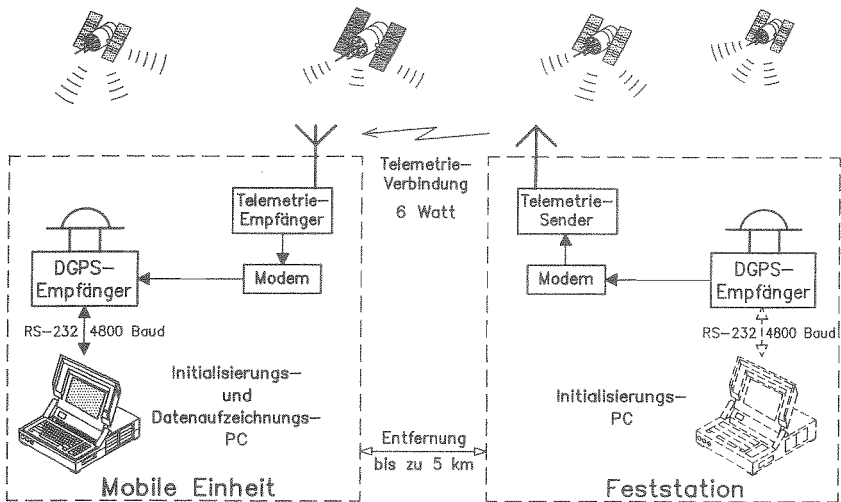 Telemetrie-
Verbindung
6 Watt
Telemetrie-
Empfänger
Modem
DGPS-
Empfänger
RS-232 4800 Baud
Initialisierungs-
und
Datenaufzeichnungs-
PC
Mobile Einheit
Entfernung
bis zu 5 km
Telemetrie-
Sender
Modem
DGPS-
Empfänger
RS-232 4800 Baud
Initialisierungs-
PC
Feststation